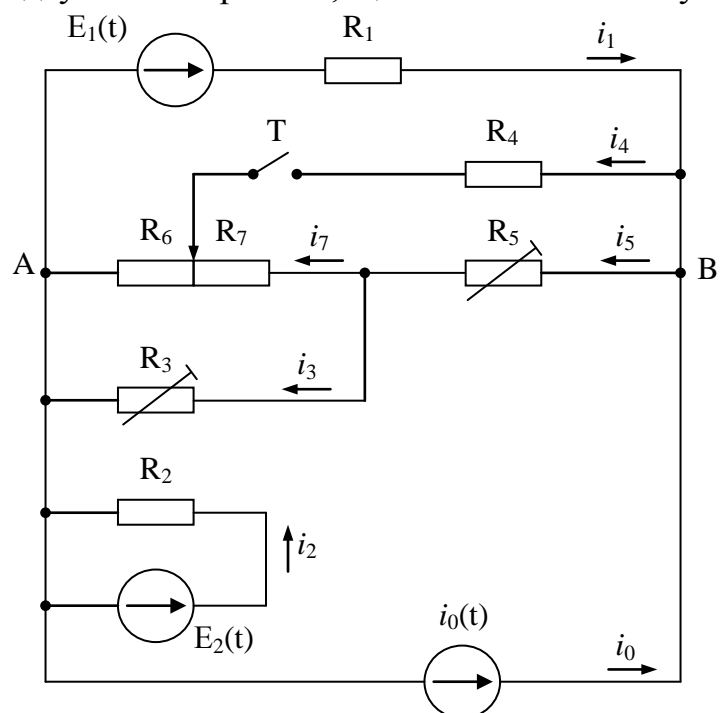 E₁(t) R₁ i₁
T R₄ i₄
R₆ R₇ i₇ R₅ i₅
A B
R₃ i₃
R₂
i₂
E₂(t) i₀(t) i₀